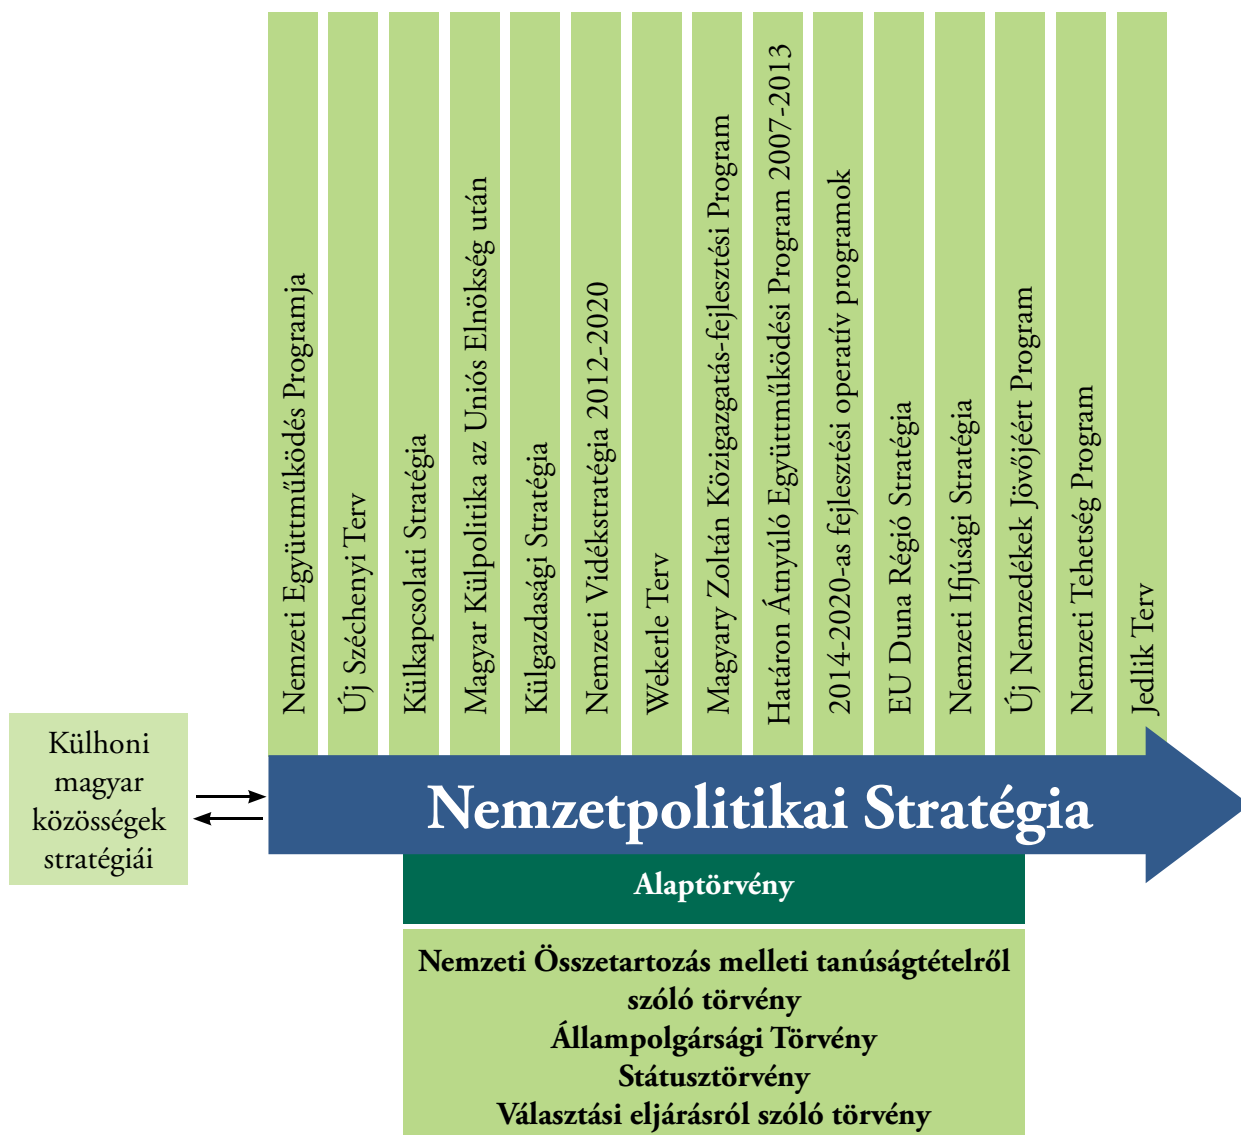 Nemzeti Együttműködés Programja
Új Széchenyi Terv
Külkapcsolati Stratégia
Magyar Külpolitika az Uniós Elnökség után
Külgazdasági Stratégia
Nemzeti Vidékstratégia 2012-2020
Wekerle Terv
Magyary Zoltán Közigazgatás-fejlesztési Program
Határon Átnyúló Együttműködési Program 2007-2013
2014-2020-as fejlesztési operatív programok
EU Duna Régió Stratégia
Nemzeti Ifjúsági Stratégia
Új Nemzedékek Jövőjéért Program
Nemzeti Tehetség Program
Jedlik Terv
Külhoni
magyar
közösségek
stratégiái
Nemzetpolitikai Stratégia
Alaptörvény
Nemzeti Összetartozás melleti tanúságtételről
szóló törvény
Állampolgársági Törvény
Státusztörvény
Választási eljárásról szóló törvény